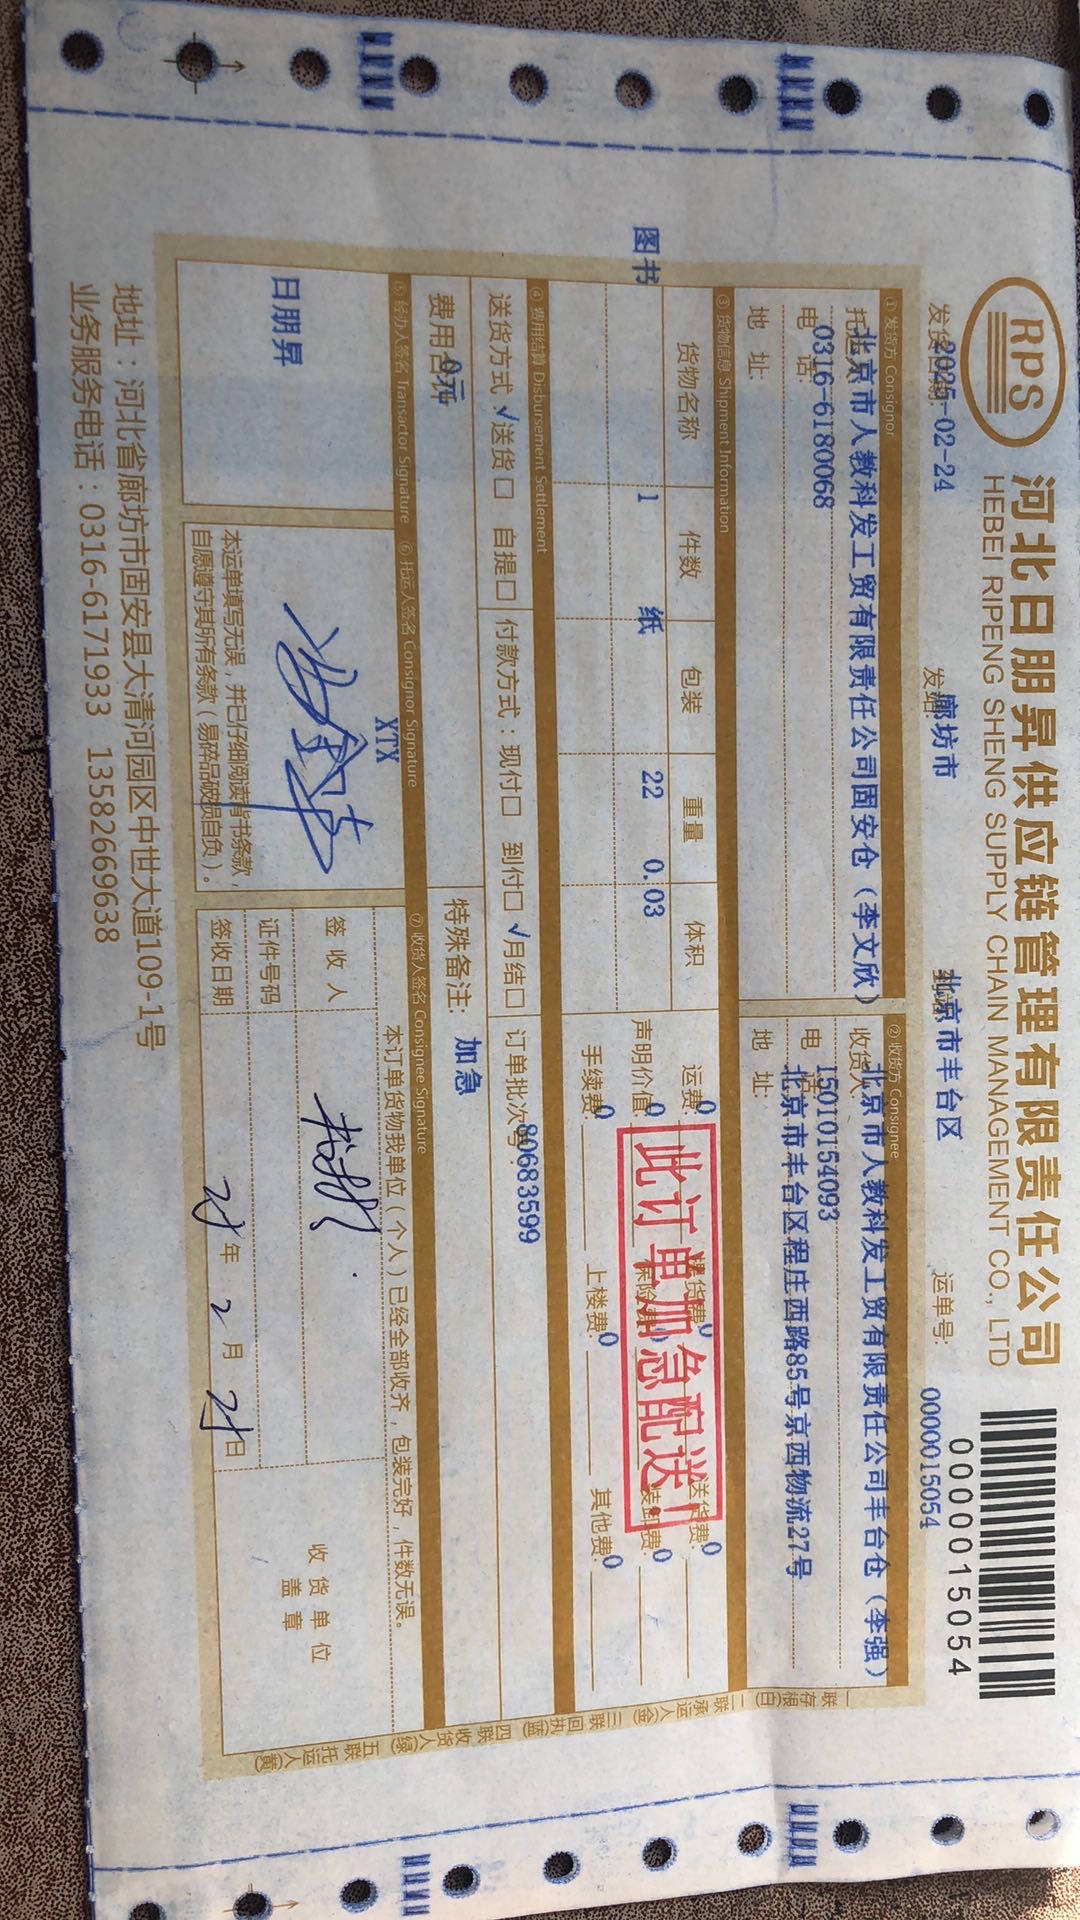 RPS
河北日朋昇供应链管理有限责任公司
HEBEI RIPENG SHENG SUPPLY CHAIN MANAGEMENT CO., LTD
0000015054
2025-02-24
廊坊市
北京市丰台区
运单号:
0000015054
① 发货方 Consignor
北京市人教科发工贸有限责任公司固安仓（李文欣）
电 话:
0316-6180068
地 址:
② 收货方 Consignee
收货人
北京市人教科发工贸有限责任公司丰台仓（李强）
15010154093
地 址:
北京市丰台区程庄西路85号京西物流27号
③ 货物信息 Shipment Information
货物名称 件数 包装 重量 体积
图书 1 纸 22 0.03
运费 0 提货费 0 送货费 0
声明价值 0 保险费 0 装卸费 0
手续费 0 上楼费 0 其他费 0
此订单加急配送!
④ 费用结算 Disbursement Settlement
送货方式 √送货□ 自提□
付款方式：现付□ 到付□ √月结□
订单批次号 80683599
费用合计 0元
特殊备注: 加急
⑤ 经办人签名 Transactor Signature
日朋昇
⑥ 托运人签名 Consignor Signature
XTX
本运单填写无误，并已仔细阅读背书条款，
自愿遵守其所有条款（易碎品破损自负）。
⑦ 收货人签名 Consignee Signature
本订单货物我单位（个人）已经全部收齐，包装完好，件数无误。
签 收 人
证件号码
签收日期
年 2 月 日
收 货 单 位
盖 章
一联存根(白) 二联承运人(金) 三联回执(蓝) 四联收货人(绿) 五联托运人(黄)
地址：河北省廊坊市固安县大清河园区中世大道109-1号
业务服务电话：0316-6171933 13582669638